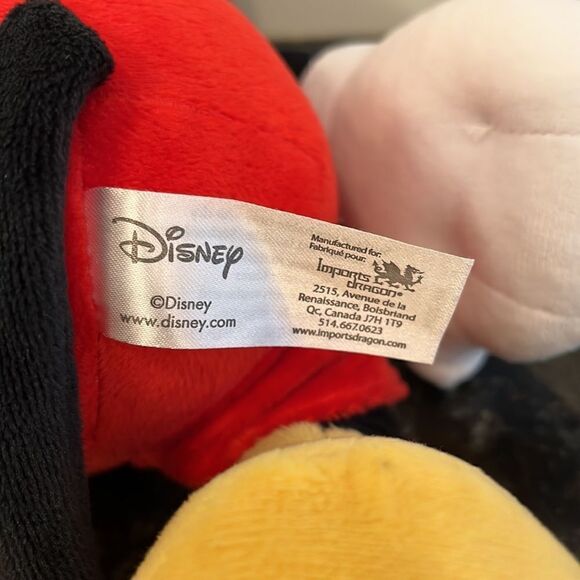 Disney
©Disney
www.disney.com
Manufactured for:
Fabriqué pour:
Imports
DRAGON®
2515, Avenue de la
Renaissance, Boisbriand
Qc, Canada J7H 1T9
514.667.0623
www.importsdragon.com